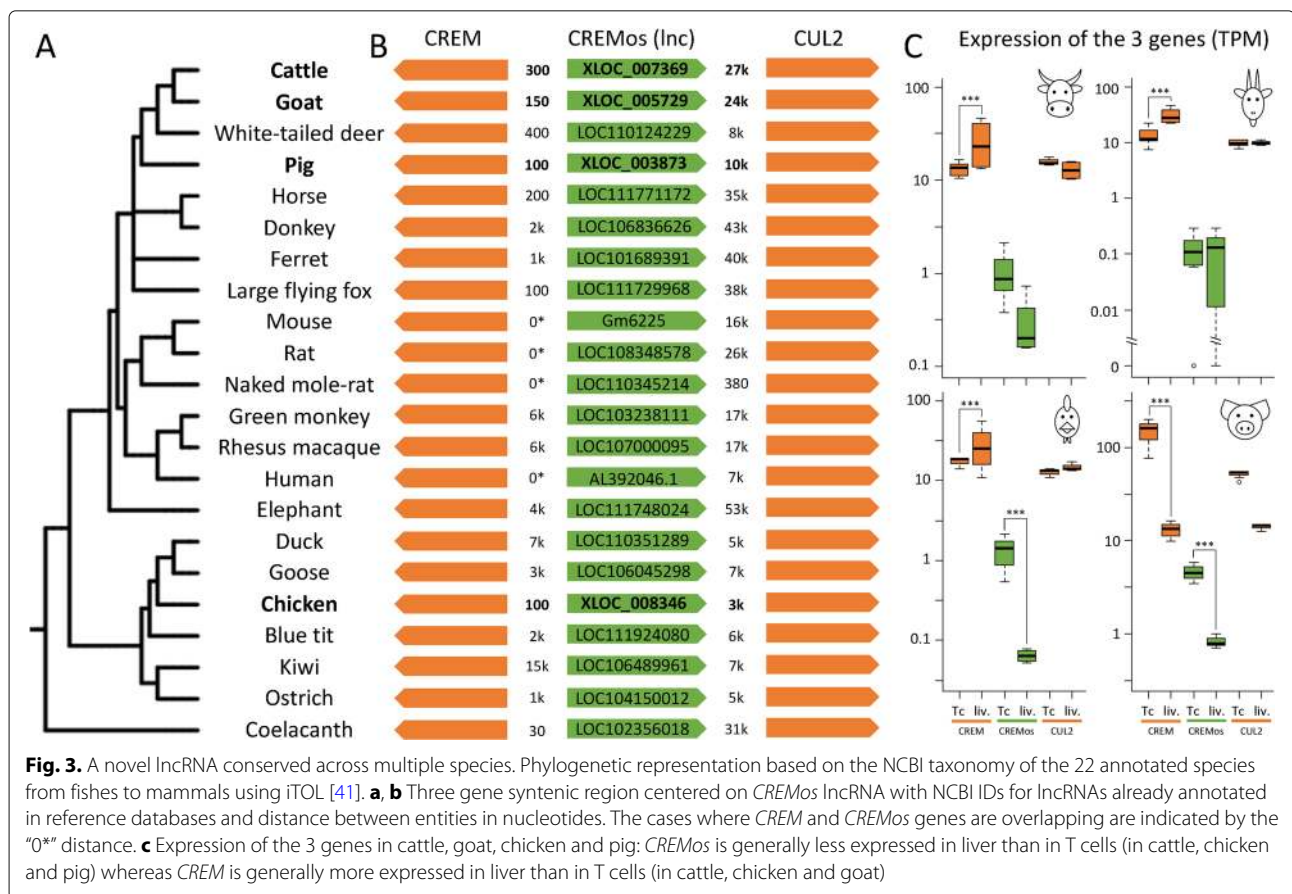 A
B
CREM
CREMos (lnc)
CUL2
C
Expression of the 3 genes (TPM)
Cattle 300 XLOC_007369 27k
Goat 150 XLOC_005729 24k
White-tailed deer 400 LOC110124229 8k
Pig 100 XLOC_003873 10k
Horse 200 LOC111771172 35k
Donkey 2k LOC106836626 43k
Ferret 1k LOC101689391 40k
Large flying fox 100 LOC111729968 38k
Mouse 0* Gm6225 16k
Rat 0* LOC108348578 26k
Naked mole-rat 0* LOC110345214 380
Green monkey 6k LOC103238111 17k
Rhesus macaque 6k LOC107000095 17k
Human 0* AL392046.1 7k
Elephant 4k LOC111748024 53k
Duck 7k LOC110351289 5k
Goose 3k LOC106045298 7k
Chicken 100 XLOC_008346 3k
Blue tit 2k LOC111924080 6k
Kiwi 15k LOC106489961 7k
Ostrich 1k LOC104150012 5k
Coelacanth 30 LOC102356018 31k
100
10
1
0.1
***
100
10
1
0.1
0.01
0
***
100
10
1
0.1
***
***
100
10
1
***
***
Tc liv. Tc liv. Tc liv.
CREM CREMos CUL2
Tc liv. Tc liv. Tc liv.
CREM CREMos CUL2
Fig. 3. A novel lncRNA conserved across multiple species. Phylogenetic representation based on the NCBI taxonomy of the 22 annotated species
from fishes to mammals using iTOL [41]. a, b Three gene syntenic region centered on CREMos lncRNA with NCBI IDs for lncRNAs already annotated
in reference databases and distance between entities in nucleotides. The cases where CREM and CREMos genes are overlapping are indicated by the
“0*” distance. c Expression of the 3 genes in cattle, goat, chicken and pig: CREMos is generally less expressed in liver than in T cells (in cattle, chicken
and pig) whereas CREM is generally more expressed in liver than in T cells (in cattle, chicken and goat)